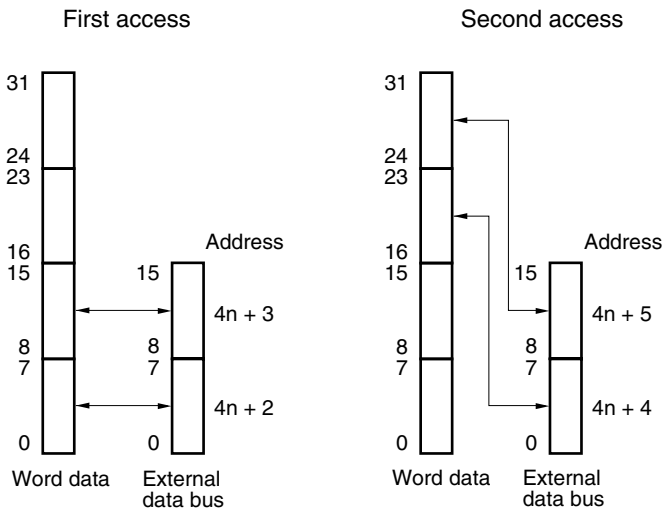 First access
31
24
23
16
15
8
7
0
Word data
Address
15
4n + 3
8
7
4n + 2
0
External
data bus
Second access
31
24
23
16
15
8
7
0
Word data
Address
15
4n + 5
8
7
4n + 4
0
External
data bus